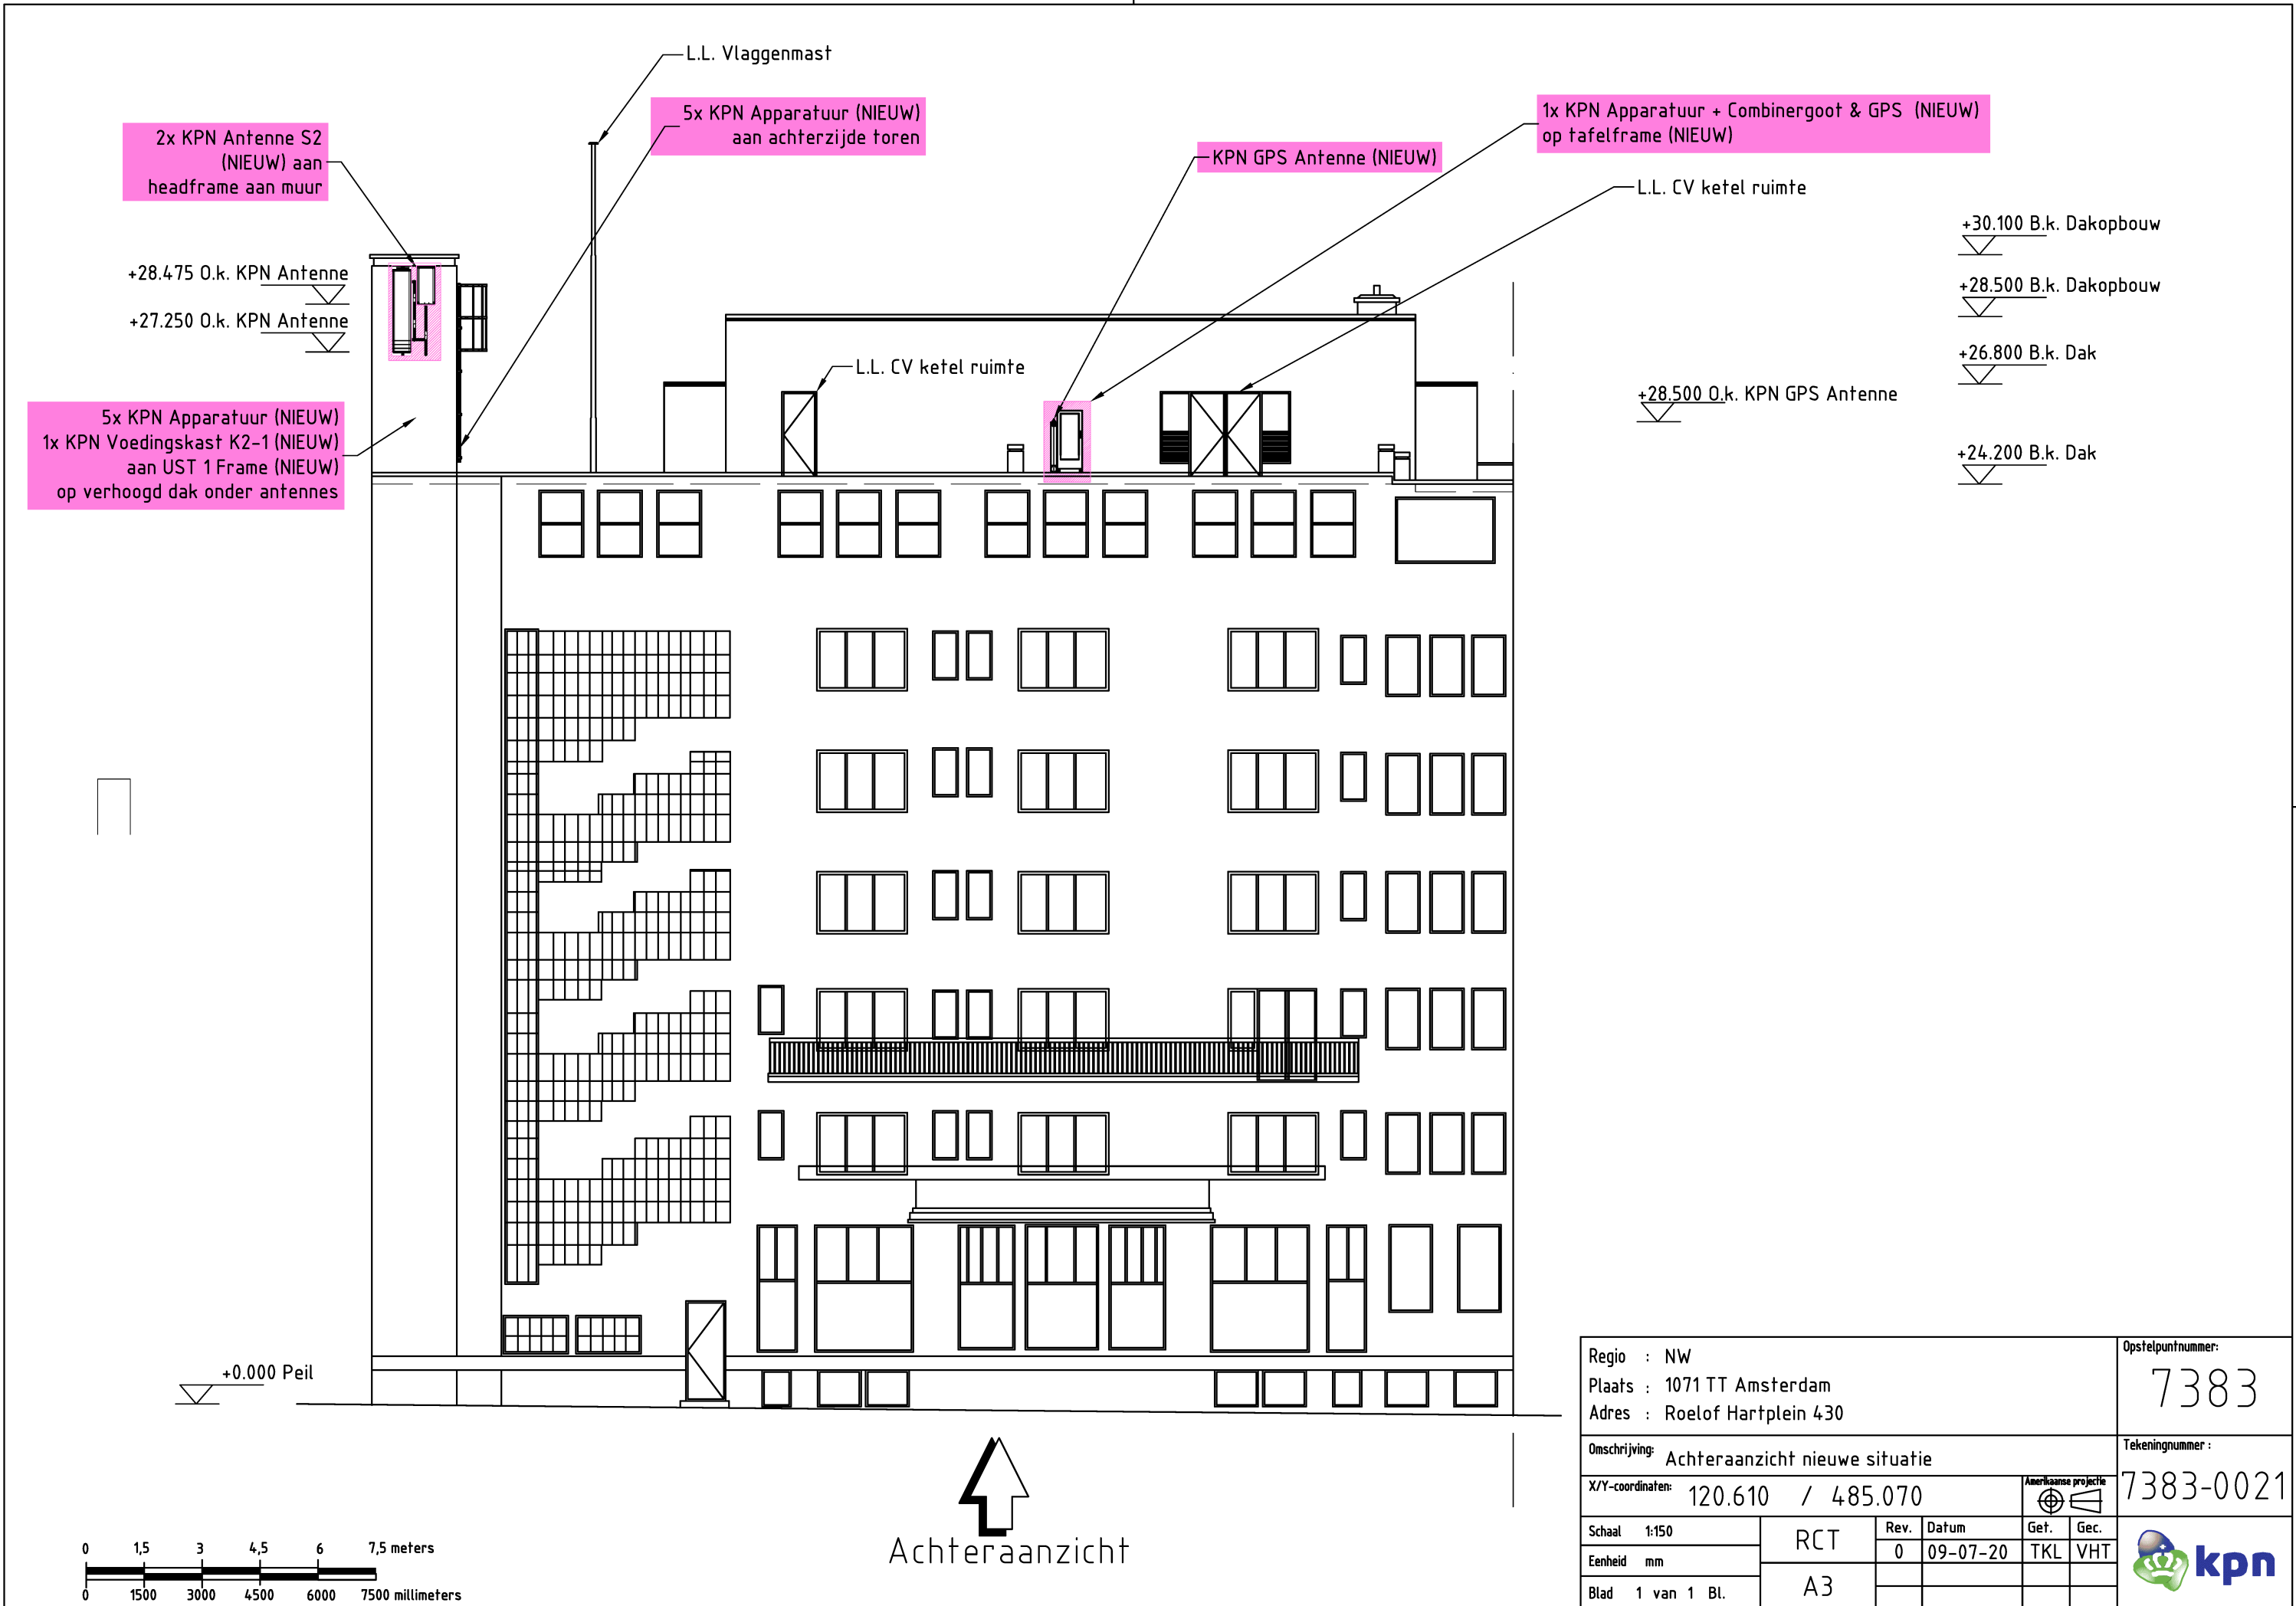 L.L. Vlaggenmast
2x KPN Antenne S2
(NIEUW) aan
headframe aan muur
5x KPN Apparatuur (NIEUW)
aan achterzijde toren
KPN GPS Antenne (NIEUW)
1x KPN Apparatuur + Combinergoot & GPS (NIEUW)
op tafelframe (NIEUW)
L.L. CV ketel ruimte
+30.100 B.k. Dakopbouw
+28.475 O.k. KPN Antenne
+28.500 B.k. Dakopbouw
+27.250 O.k. KPN Antenne
+26.800 B.k. Dak
L.L. CV ketel ruimte
+28.500 O.k. KPN GPS Antenne
5x KPN Apparatuur (NIEUW)
1x KPN Voedingskast K2-1 (NIEUW)
aan UST 1 Frame (NIEUW)
op verhoogd dak onder antennes
+24.200 B.k. Dak
+0.000 Peil
Achteraanzicht
0 1,5 3 4,5 6 7,5 meters
0 1500 3000 4500 6000 7500 millimeters
Regio : NW
Plaats : 1071 TT Amsterdam
Adres : Roelof Hartplein 430
Opstelpuntnummer:
7383
Omschrijving: Achteraanzicht nieuwe situatie
Tekeningnummer :
7383-0021
X/Y-coordinaten: 120.610 / 485.070
Amerikaanse projectie
Schaal 1:150
Eenheid mm
Blad 1 van 1 Bl.
RCT
A3
Rev. Datum Get. Gec.
0 09-07-20 TKL VHT
kpn